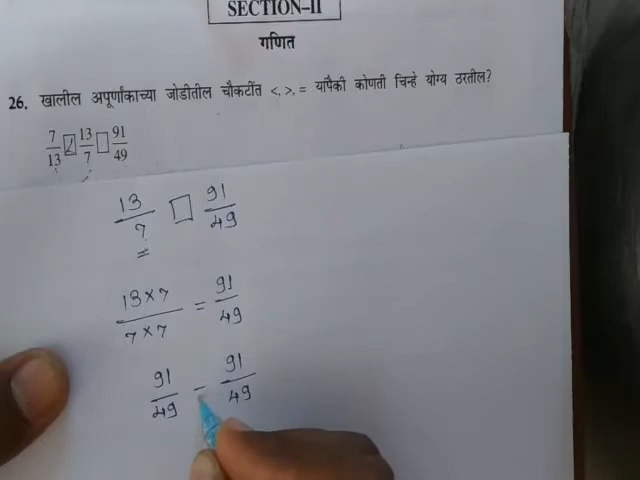 SECTION–II
गणित
26. खालील अपूर्णांकाच्या जोडीतील चौकटींत <, >, = यांपैकी कोणती चिन्हे योग्य ठरतील?
7/13 [<] 13/7 □ 91/49
13/7 □ 91/49
=
13×7/7×7 = 91/49
91/49 - 91/49